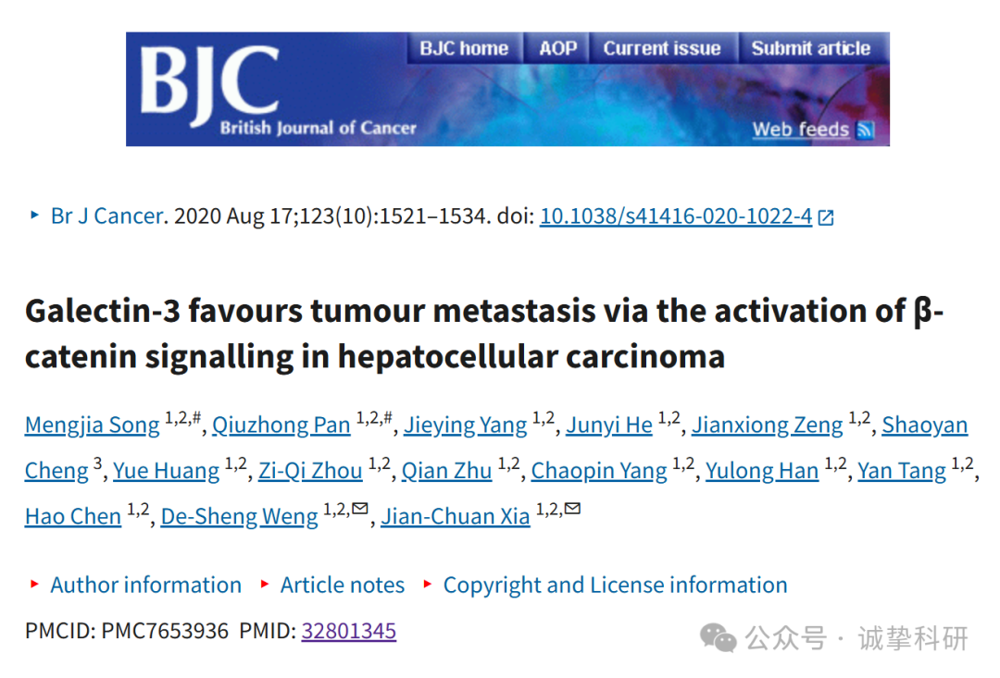 BJC
British Journal of Cancer
BJC home AOP Current issue Submit article
Web feeds
Br J Cancer. 2020 Aug 17;123(10):1521–1534. doi: 10.1038/s41416-020-1022-4
Galectin-3 favours tumour metastasis via the activation of β-
catenin signalling in hepatocellular carcinoma
Mengjia Song 1,2,#, Qiuzhong Pan 1,2,#, Jieying Yang 1,2, Junyi He 1,2, Jianxiong Zeng 1,2, Shaoyan
Cheng 3, Yue Huang 1,2, Zi-Qi Zhou 1,2, Qian Zhu 1,2, Chaopin Yang 1,2, Yulong Han 1,2, Yan Tang 1,2,
Hao Chen 1,2, De-Sheng Weng 1,2,✉, Jian-Chuan Xia 1,2,✉
Author information Article notes Copyright and License information
PMCID: PMC7653936 PMID: 32801345
公众号 · 诚挚科研